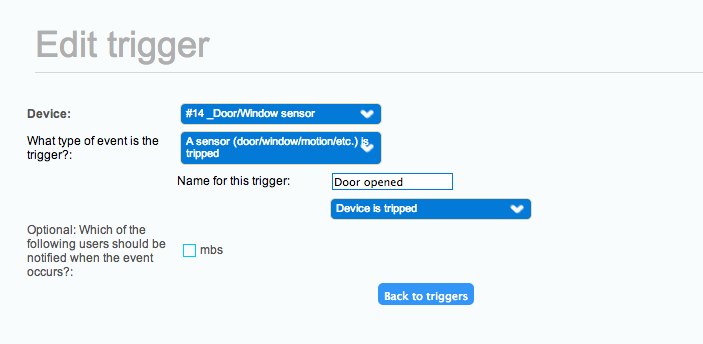 Edit trigger
Device:
#14 _Door/Window sensor
What type of event is the
trigger?:
A sensor (door/window/motion/etc.) is
tripped
Name for this trigger:
Door opened
Device is tripped
Optional: Which of the
following users should be
notified when the event
occurs?:
mbs
Back to triggers